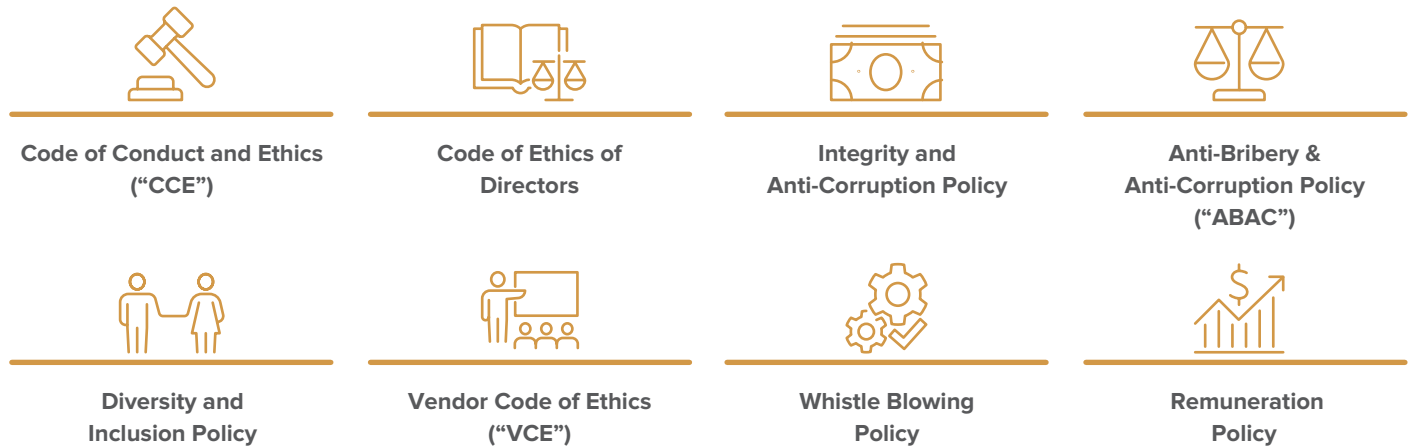 Code of Conduct and Ethics
(“CCE”)
Code of Ethics of
Directors
Integrity and
Anti-Corruption Policy
Anti-Bribery &
Anti-Corruption Policy
(“ABAC”)
Diversity and
Inclusion Policy
Vendor Code of Ethics
(“VCE”)
Whistle Blowing
Policy
$
Remuneration
Policy